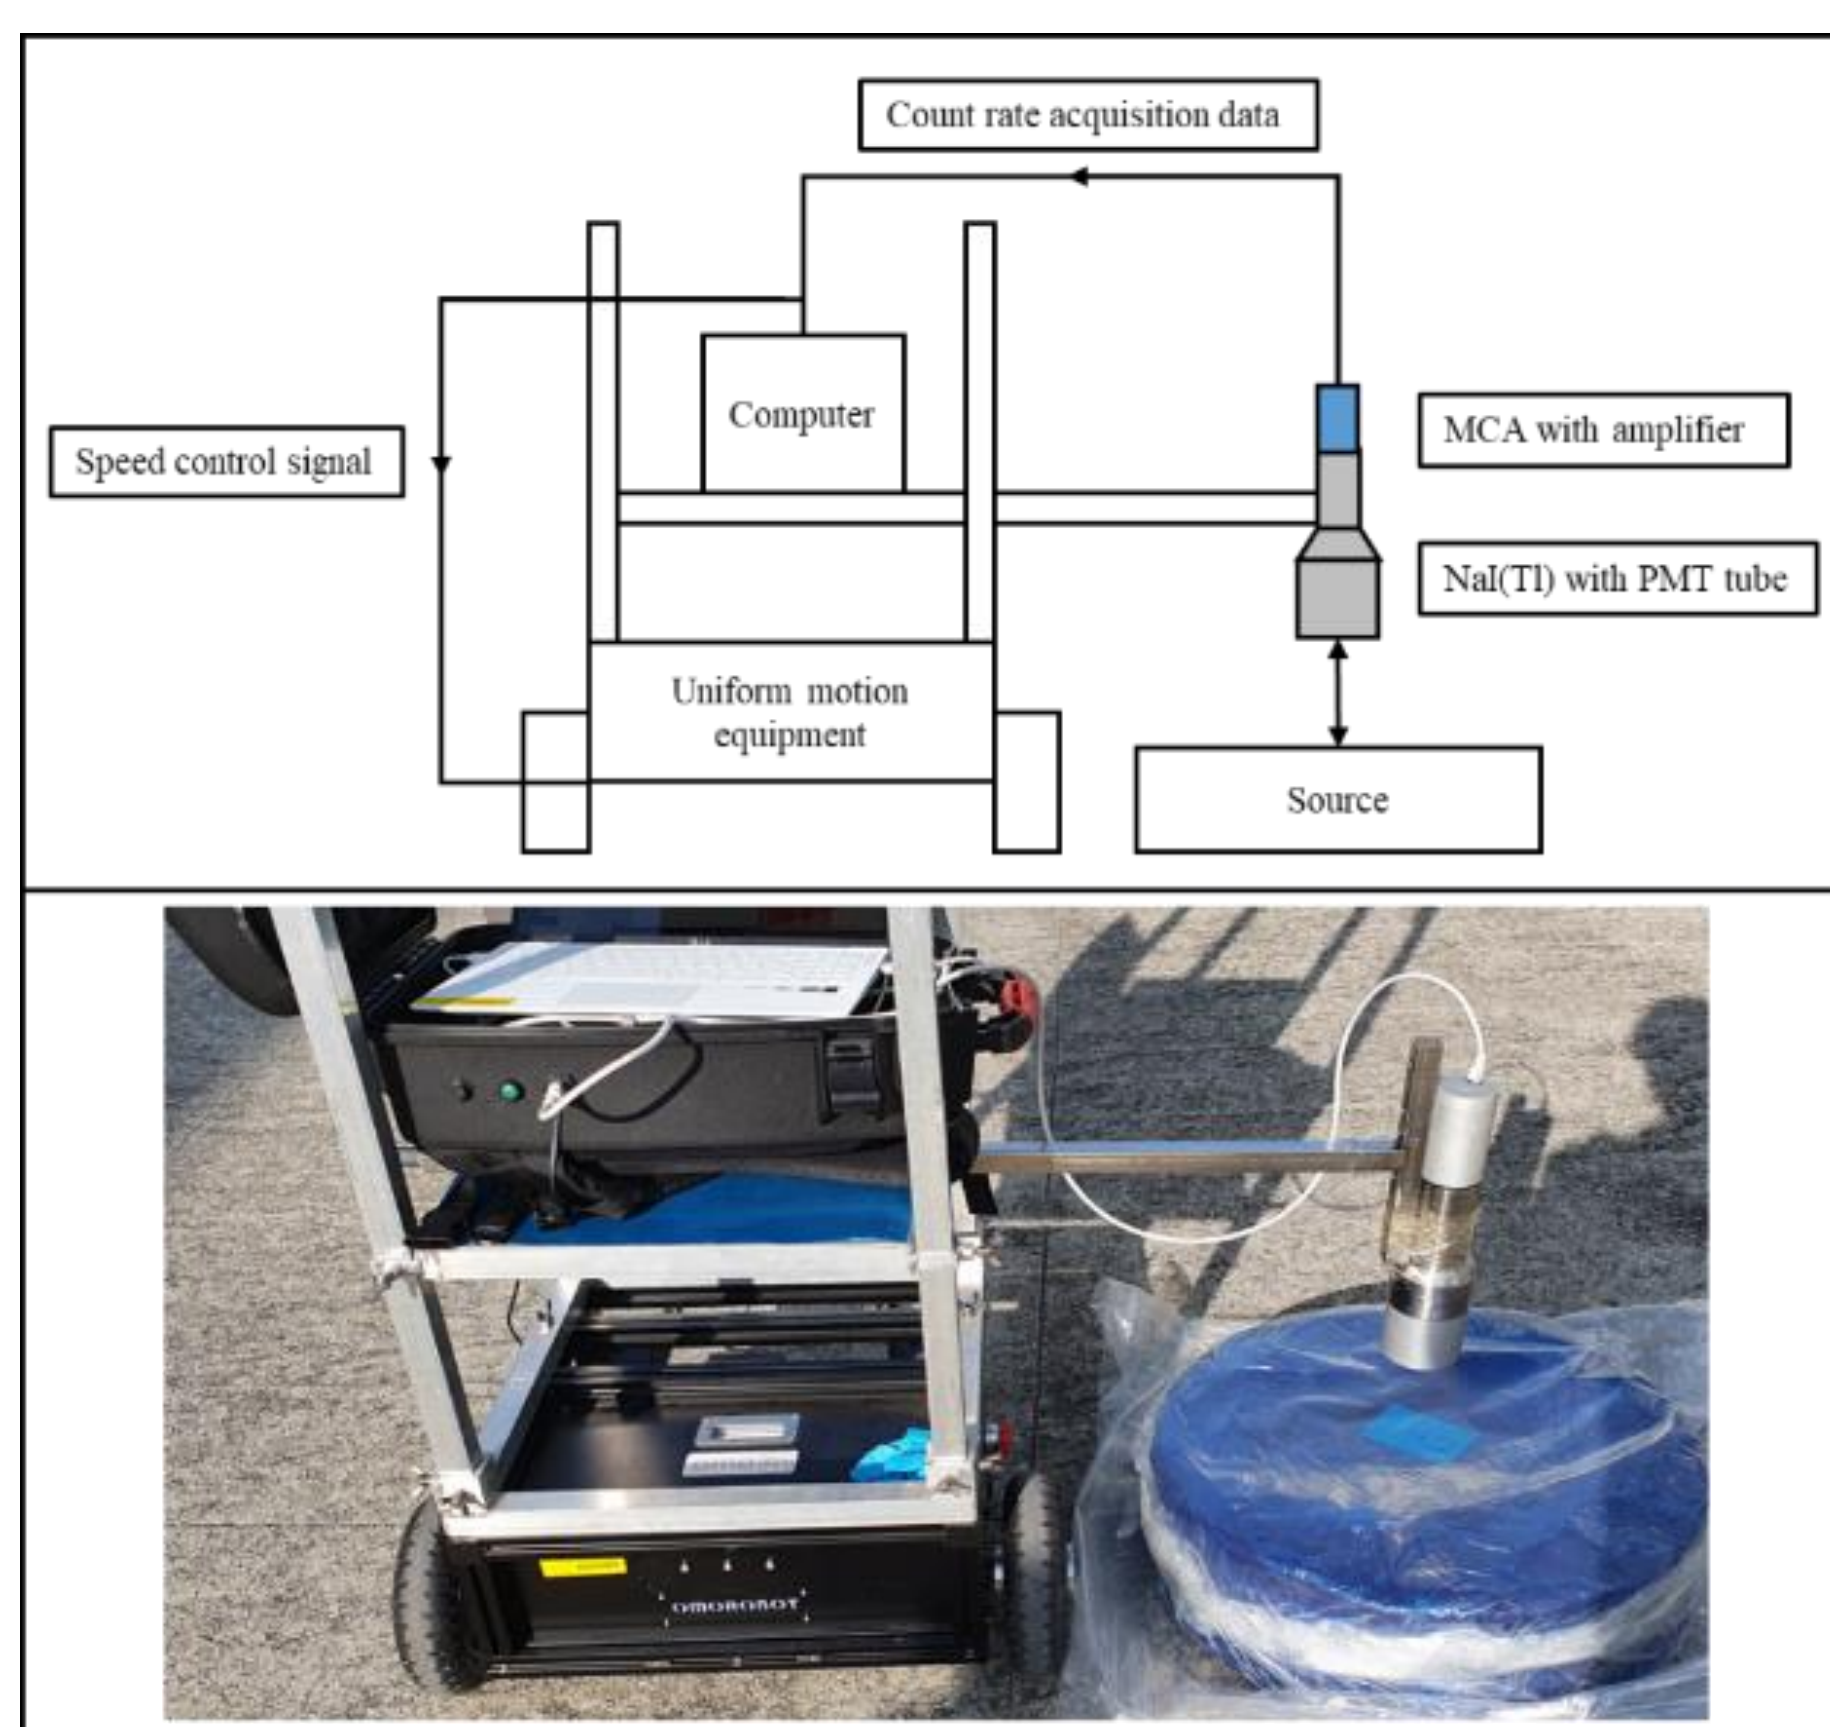 Count rate acquisition data
Computer
MCA with amplifier
Speed control signal
NaI(Tl) with PMT tube
Uniform motion
equipment
Source
OMOROBOT